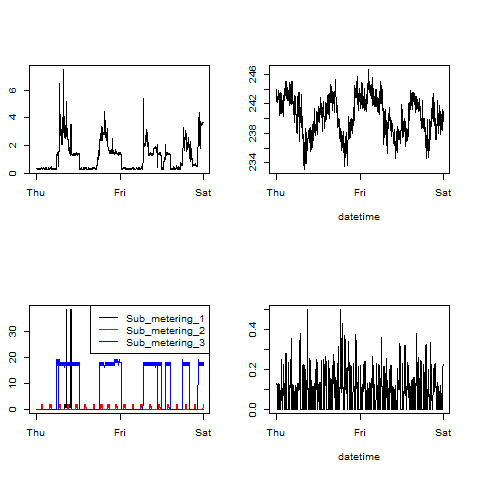 6
4
2
0
Thu Fri Sat
246
242
238
234
Thu Fri Sat
datetime
30
20
10
0
Sub_metering_1
Sub_metering_2
Sub_metering_3
Thu Fri Sat
0.4
0.2
0.0
Thu Fri Sat
datetime